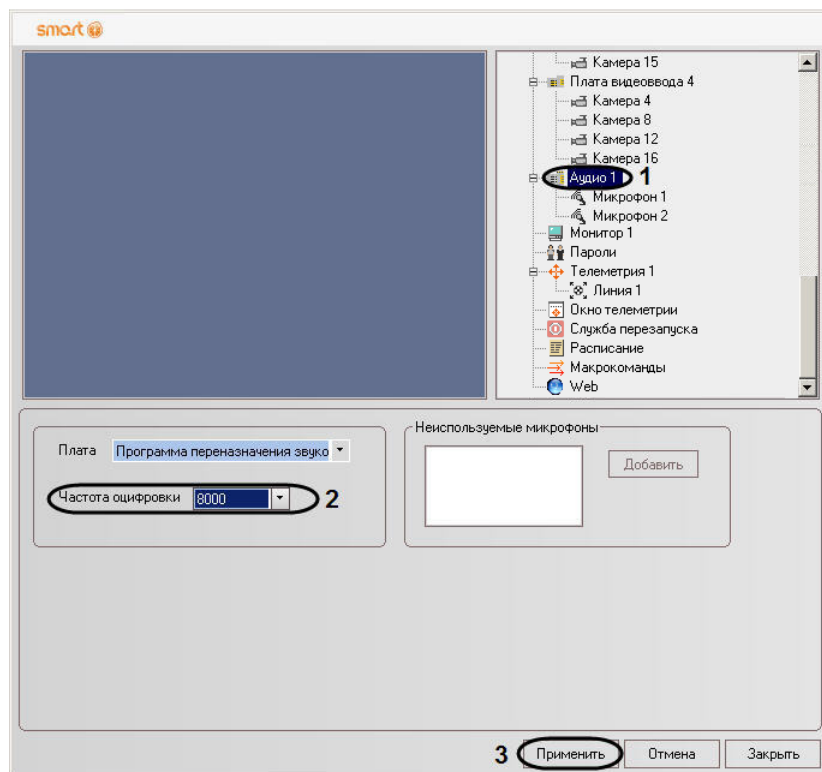 smart
Камера 15
Плата видеоввода 4
Камера 4
Камера 8
Камера 12
Камера 16
Аудио 1 1
Микрофон 1
Микрофон 2
Монитор 1
Пароли
Телеметрия 1
Линия 1
Окно телеметрии
Служба перезапуска
Расписание
Макрокоманды
Web
Плата Программа переназначения звуко
Частота оцифровки 8000 2
Неиспользуемые микрофоны
Добавить
3 Применить Отмена Закрыть